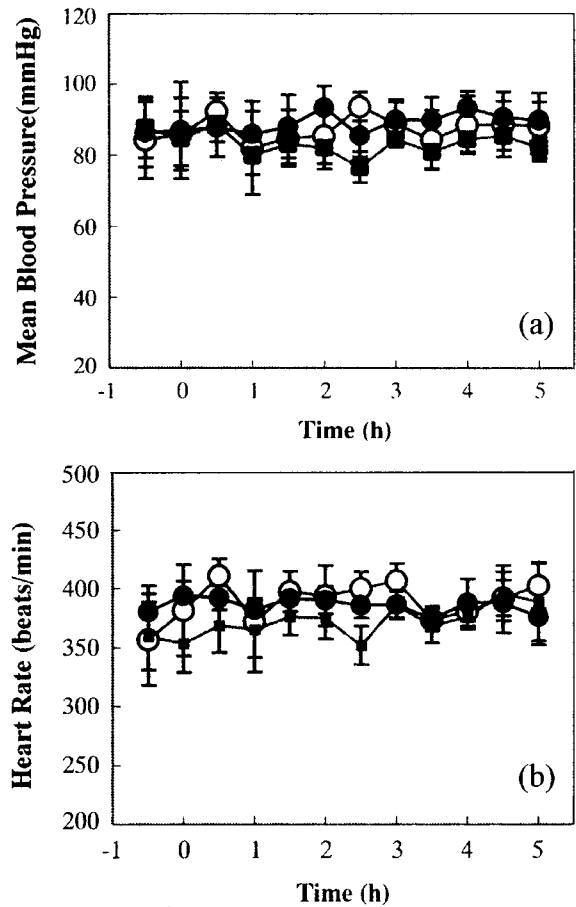 120
100
80
60
40
20
Mean Blood Pressure(mmHg)
(a)
-1 0 1 2 3 4 5
Time (h)
500
450
400
350
300
250
200
Heart Rate (beats/min)
(b)
-1 0 1 2 3 4 5
Time (h)